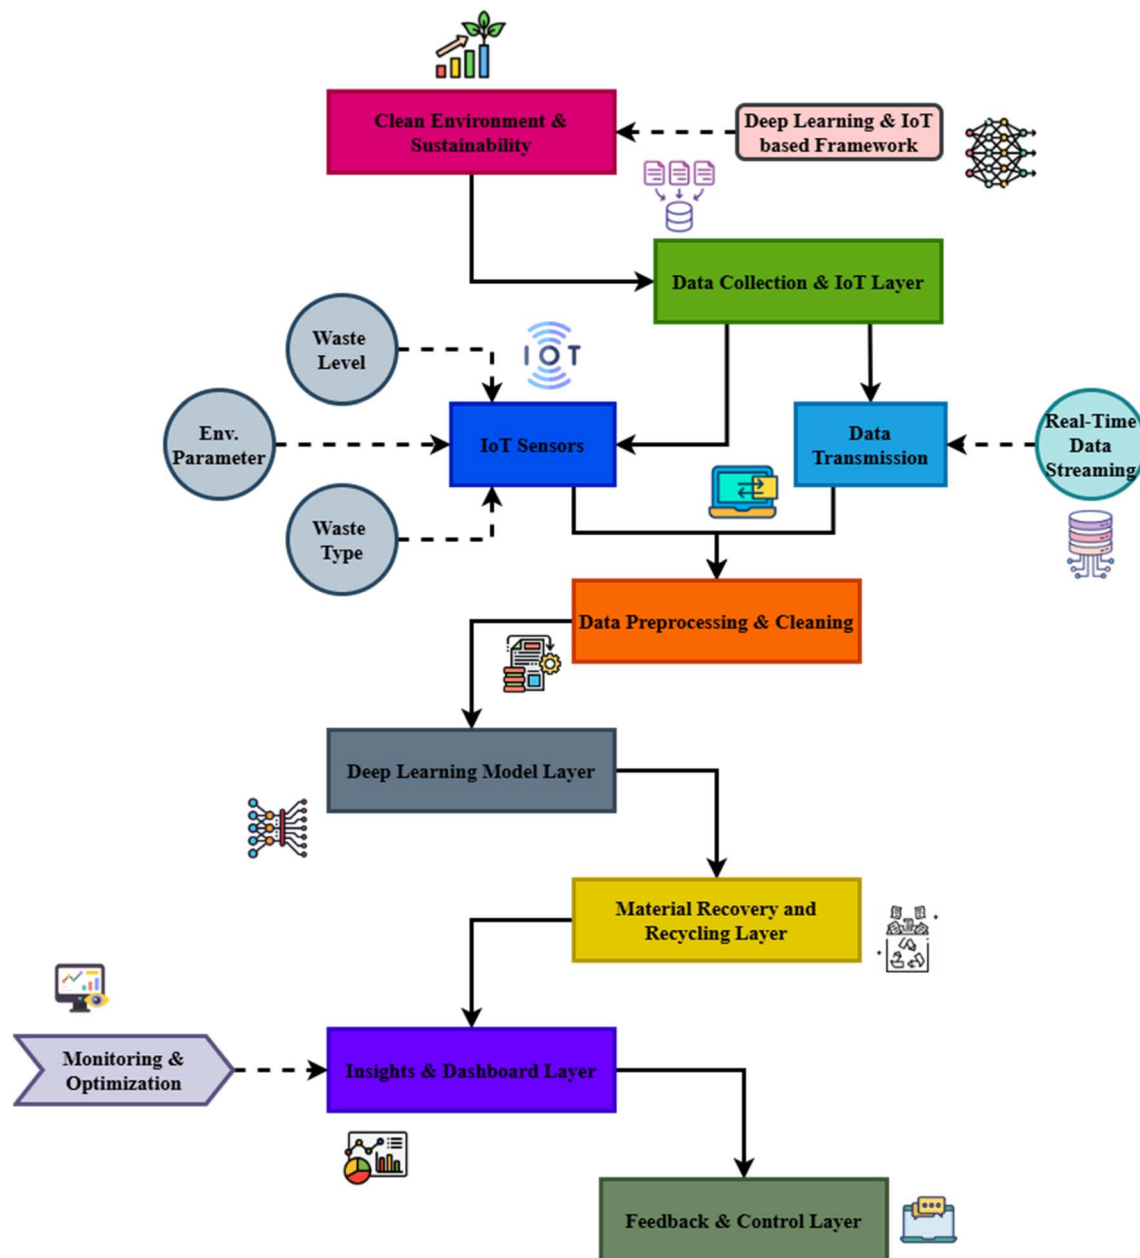 Clean Environment &
Sustainability
Deep Learning & IoT
based Framework
Data Collection & IoT Layer
Waste
Level
IOT
Env.
Parameter
IoT Sensors
Data
Transmission
Real-Time
Data
Streaming
Waste
Type
Data Preprocessing & Cleaning
Deep Learning Model Layer
Material Recovery and
Recycling Layer
Monitoring &
Optimization
Insights & Dashboard Layer
Feedback & Control Layer